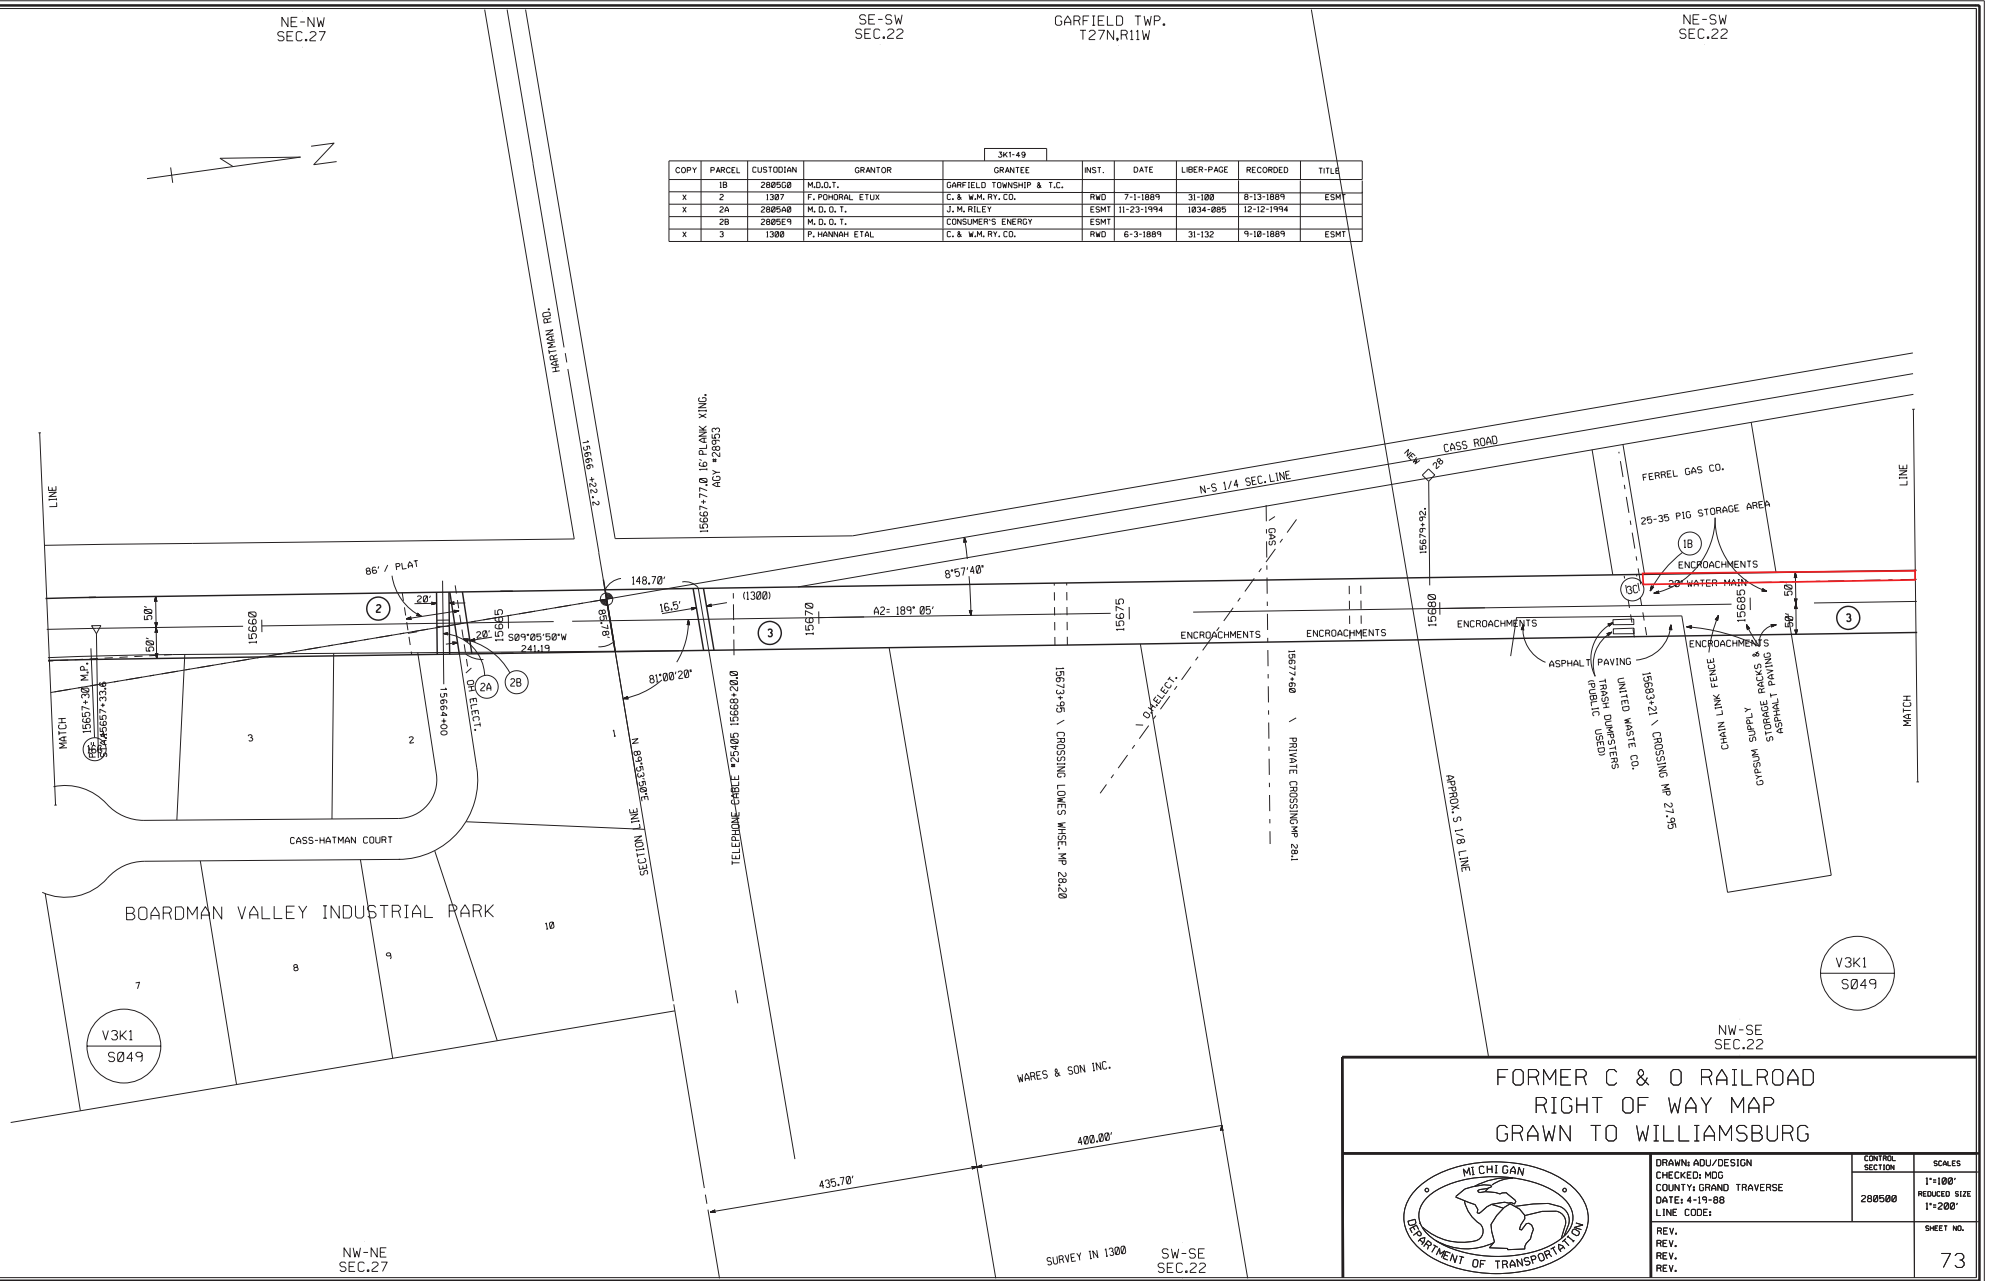 NE-NW
SEC.27
SE-SW
SEC.22
GARFIELD TWP.
T27N,R11W
NE-SW
SEC.22
N
3K1-49
COPY PARCEL CUSTODIAN GRANTOR GRANTEE INST. DATE LIBER-PAGE RECORDED TITLE
1B 2805G0 M.D.O.T. GARFIELD TOWNSHIP & T.C.
X 2 1307 F. POHORAL ETUX C. & W.M. RY. CO. RWD 7-1-1889 31-100 8-13-1889 ESMT
X 2A 2805A0 M. D. O. T. J. M. RILEY ESMT 11-23-1994 1034-085 12-12-1994
2B 2805E9 M. D. O. T. CONSUMER'S ENERGY ESMT
X 3 1300 P. HANNAH ETAL C. & W.M. RY. CO. RWD 6-3-1889 31-132 9-10-1889 ESMT
HARTMAN RD.
15666 +22.2
15667+77.0 16' PLANK XING.
AGY #28953
LINE
MATCH
86' / PLAT
50'
50'
15660
2
20'
20'
15665
S09°05'50"W
241.19
85.78'
148.70'
16.5'
(1300)
3
15670
A2= 189° 05'
8°57'40"
15675
N-S 1/4 SEC.LINE
CASS ROAD
NEW
28
15679+92.
15680
GAS
ENCROACHMENTS
ENCROACHMENTS
ENCROACHMENTS
FERREL GAS CO.
25-35 PIG STORAGE AREA
1B
ENCROACHMENTS
20" WATER MAIN
15685
50'
50'
3
LINE
MATCH
ENCROACHMENTS
ASPHALT PAVING
UNITED WASTE CO.
TRASH DUMPSTERS
(PUBLIC USED)
15683+21 \ CROSSING MP 27.95
CHAIN LINK FENCE
GYPSUM SUPPLY
STORAGE RACKS &
ASPHALT PAVING
15657+30 M.P.
15664+00
OH ELECT.
2A
2B
81°00'20"
N 89°53'50"E
SECTION LINE
TELEPHONE CABLE #25405 15668+20.0
15673+95 \ CROSSING LOWES WHSE. MP 28.20
O.H.ELECT.
15677+60 \ PRIVATE CROSSING MP 28.1
APPROX. S 1/8 LINE
3
2
1
CASS-HATMAN COURT
BOARDMAN VALLEY INDUSTRIAL PARK
10
9
8
7
V3K1
S049
V3K1
S049
WARES & SON INC.
400.00'
435.70'
SURVEY IN 1300
NW-NE
SEC.27
SW-SE
SEC.22
NW-SE
SEC.22
FORMER C & O RAILROAD
RIGHT OF WAY MAP
GRAWN TO WILLIAMSBURG
MICHIGAN
DEPARTMENT OF TRANSPORTATION
DRAWN: ADU/DESIGN
CHECKED: MDG
COUNTY: GRAND TRAVERSE
DATE: 4-19-88
LINE CODE:
REV.
REV.
REV.
REV.
CONTROL
SECTION
280500
SCALES
1"=100'
REDUCED SIZE
1"=200'
SHEET NO.
73